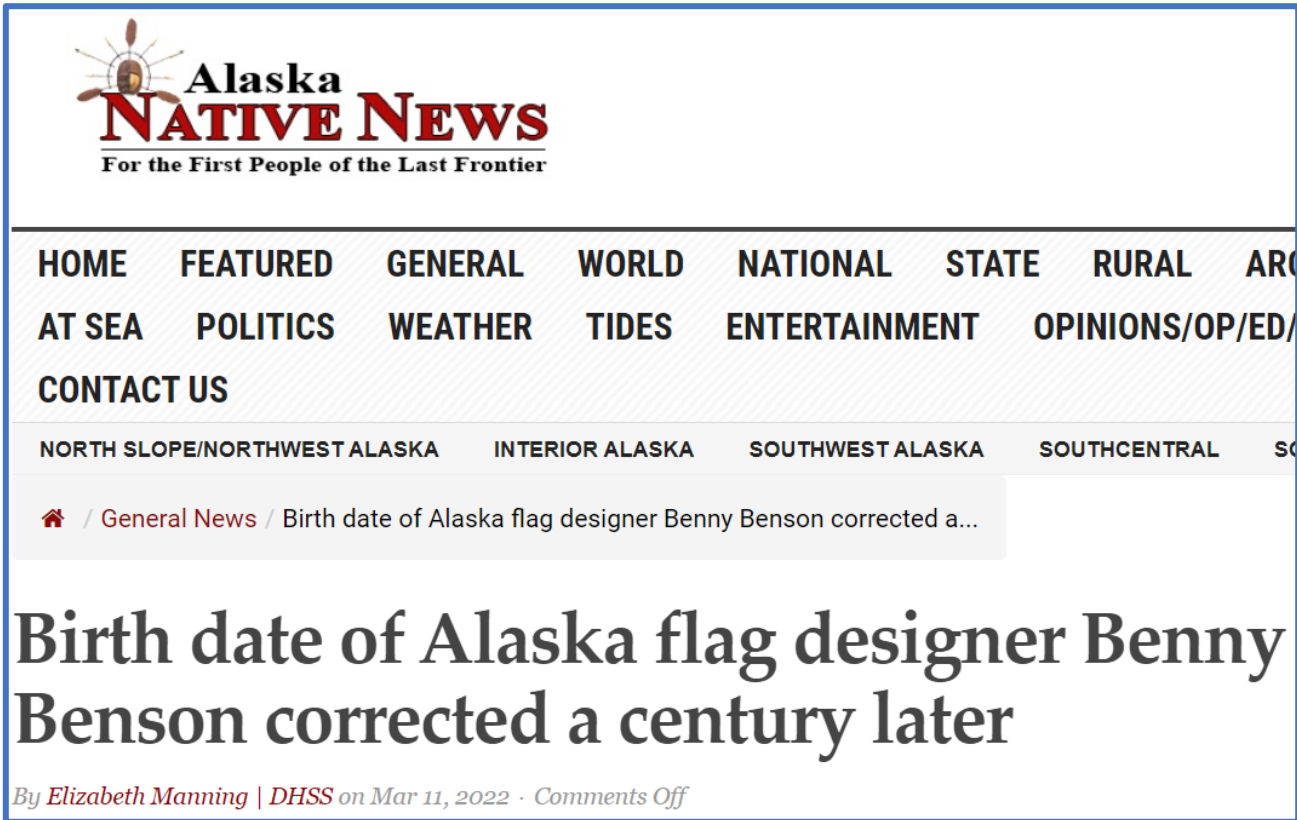 Alaska
NATIVE NEWS
For the First People of the Last Frontier
HOME FEATURED GENERAL WORLD NATIONAL STATE RURAL
AT SEA POLITICS WEATHER TIDES ENTERTAINMENT OPINIONS/OP/ED/
CONTACT US
NORTH SLOPE/NORTHWEST ALASKA INTERIOR ALASKA SOUTHWEST ALASKA SOUTHCENTRAL
/ General News / Birth date of Alaska flag designer Benny Benson corrected a...
Birth date of Alaska flag designer Benny
Benson corrected a century later
By Elizabeth Manning | DHSS on Mar 11, 2022 · Comments Off